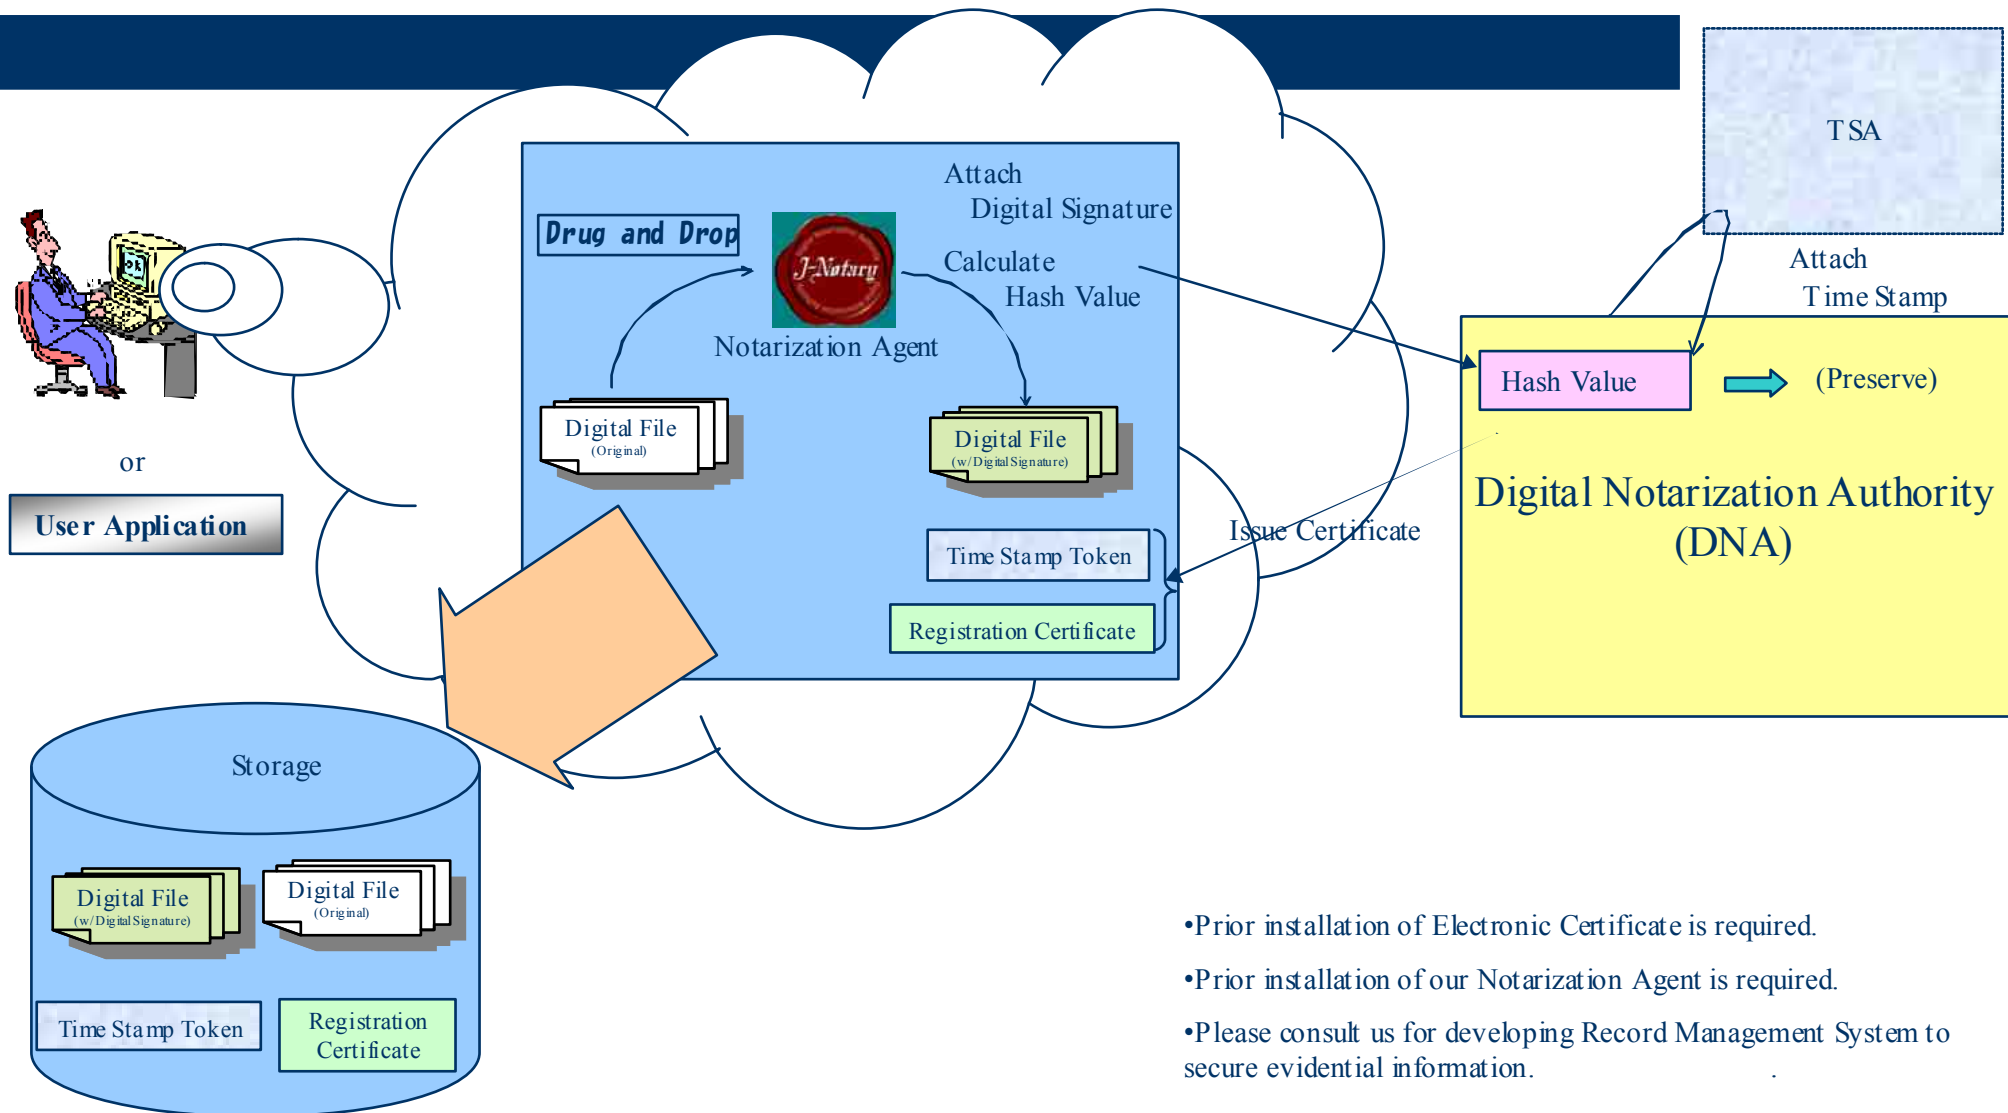 TSA
Attach
Digital Signature
Drug and Drop
J-Notary
Calculate
Hash Value
Attach
Time Stamp
Notarization Agent
Hash Value
(Preserve)
Digital File
(Original)
Digital File
(w/Digital Signature)
or
User Application
Digital Notarization Authority
(DNA)
Issue Certificate
Time Stamp Token
Registration Certificate
Storage
Digital File
(w/Digital Signature)
Digital File
(Original)
Time Stamp Token
Registration
Certificate
•Prior installation of Electronic Certificate is required.
•Prior installation of our Notarization Agent is required.
•Please consult us for developing Record Management System to
secure evidential information. .